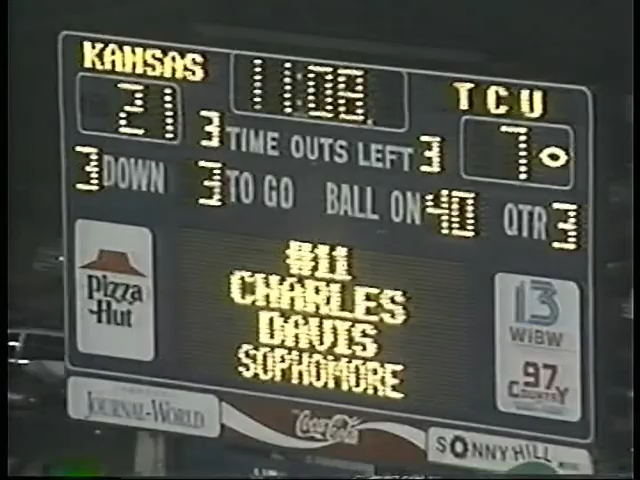 KANSAS
11:08
TCU
21
3 TIME OUTS LEFT 3
7
3 DOWN 3 TO GO BALL ON 40 QTR 3
#11
CHARLES
DAVIS
SOPHOMORE
Pizza
Hut
13
WIBW
97
COUNTRY
JOURNAL-WORLD
Coca-Cola
SONNY HILL